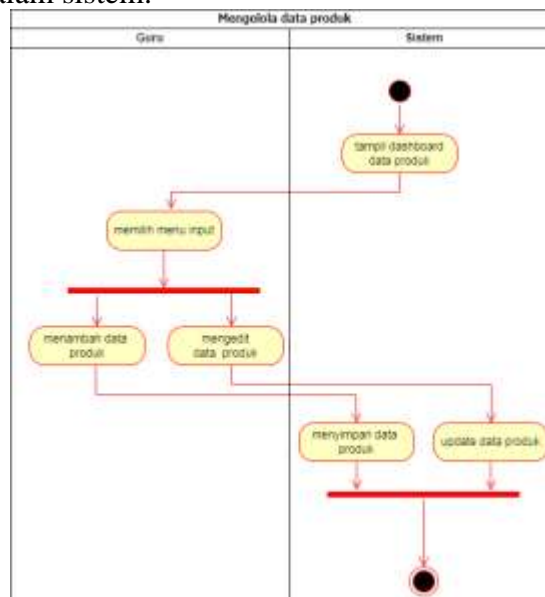 dalam sistem.
Mengelola data produk
Guru
Sistem
tampil dashboard
data produk
memilih menu input
menambah data
produk
mengedit
data produk
menyimpan data
produk
update data produk